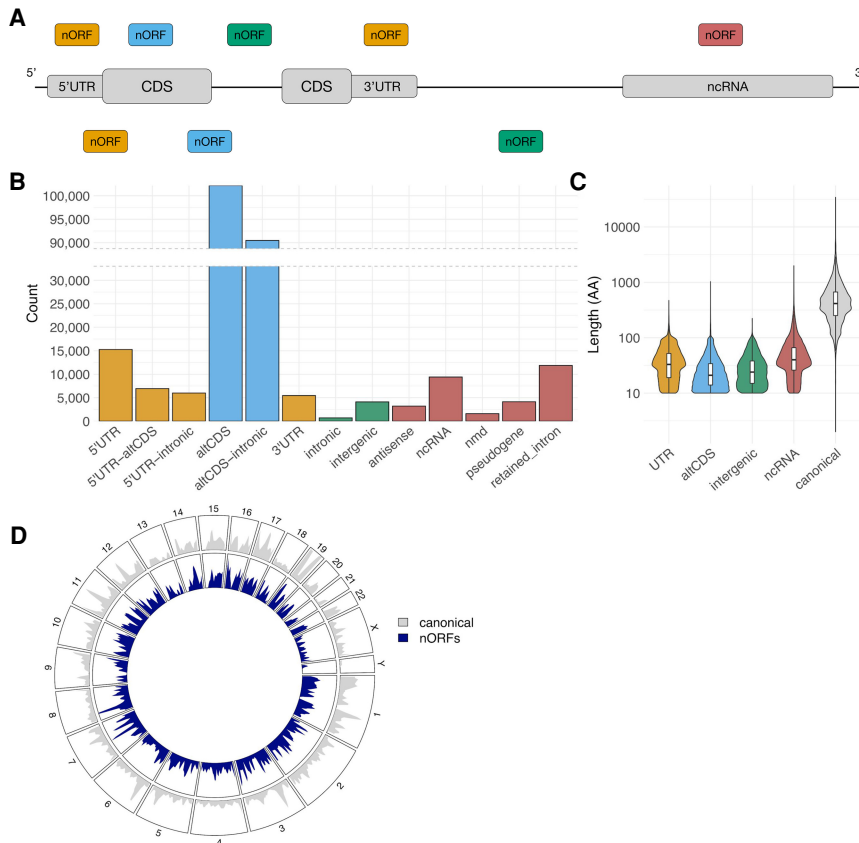 A
nORF nORF nORF nORF nORF
5'
5'UTR CDS CDS 3'UTR ncRNA
nORF nORF nORF
B
Count
100,000
95,000
90,000
30,000
25,000
20,000
15,000
10,000
5,000
0
5'UTR
5'UTR−altCDS
5'UTR−intronic
altCDS
altCDS−intronic
3'UTR
intronic
intergenic
antisense
ncRNA
nmd
pseudogene
retained_intron
C
Length (AA)
10000
1000
100
10
UTR
altCDS
intergenic
ncRNA
canonical
D
1
2
3
4
5
6
7
8
9
10
11
12
13
14
15
16
17
18
19
20
21
22
X
Y
canonical
nORFs